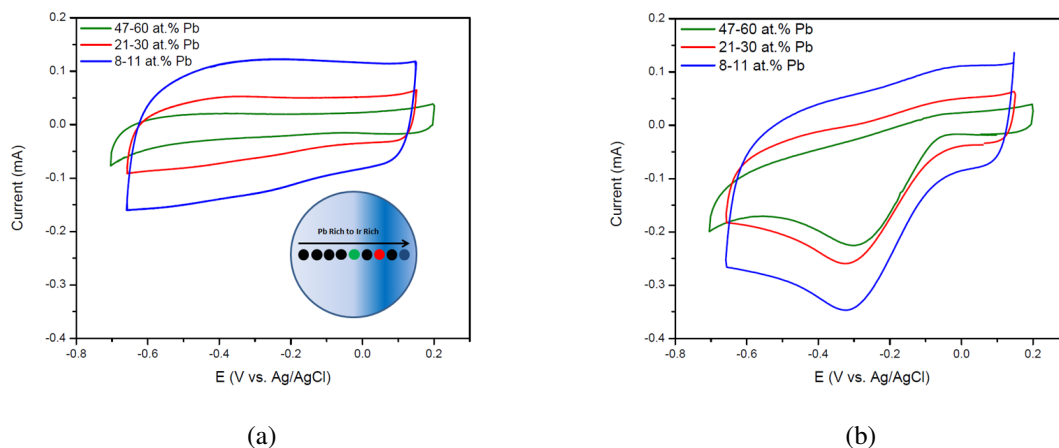 47-60 at.% Pb
21-30 at.% Pb
8-11 at.% Pb
0.2
0.1
0.0
-0.1
-0.2
-0.3
-0.4
Current (mA)
Pb Rich to Ir Rich
-0.8
-0.6
-0.4
-0.2
0.0
0.2
E (V vs. Ag/AgCl)
(a)
47-60 at.% Pb
21-30 at.% Pb
8-11 at.% Pb
0.2
0.1
0.0
-0.1
-0.2
-0.3
-0.4
Current (mA)
-0.8
-0.6
-0.4
-0.2
0.0
0.2
E (V vs. Ag/AgCl)
(b)